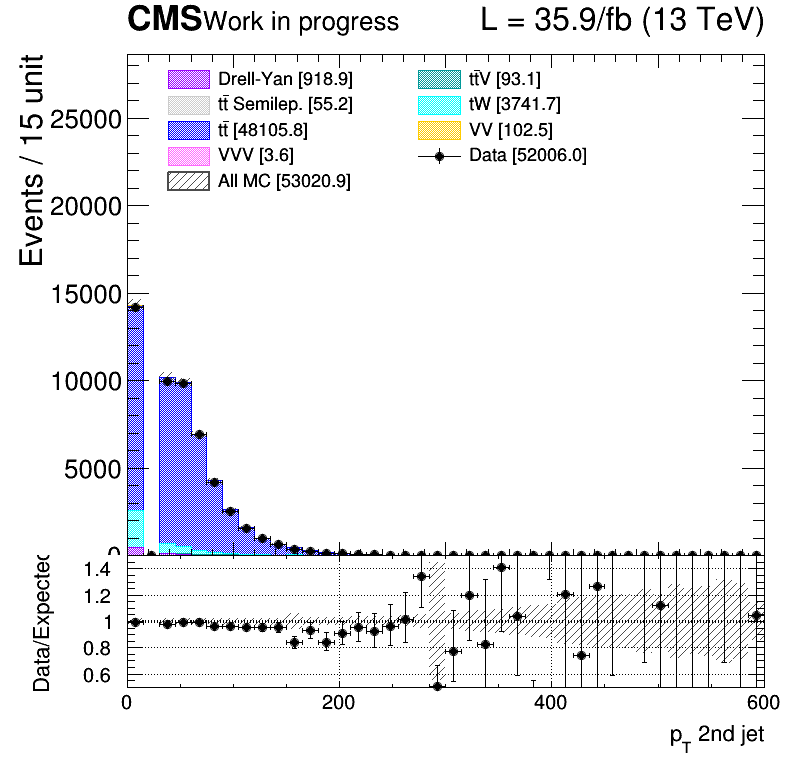 CMS Work in progress L = 35.9/fb (13 TeV)
Events / 15 unit
25000
20000
15000
10000
5000
0
Drell-Yan [918.9]
tt̄ Semilep. [55.2]
tt̄ [48105.8]
VVV [3.6]
All MC [53020.9]
tt̄V [93.1]
tW [3741.7]
VV [102.5]
Data [52006.0]
Data/Expected
1.4
1.2
1
0.8
0.6
0 200 400 600
p_T 2nd jet